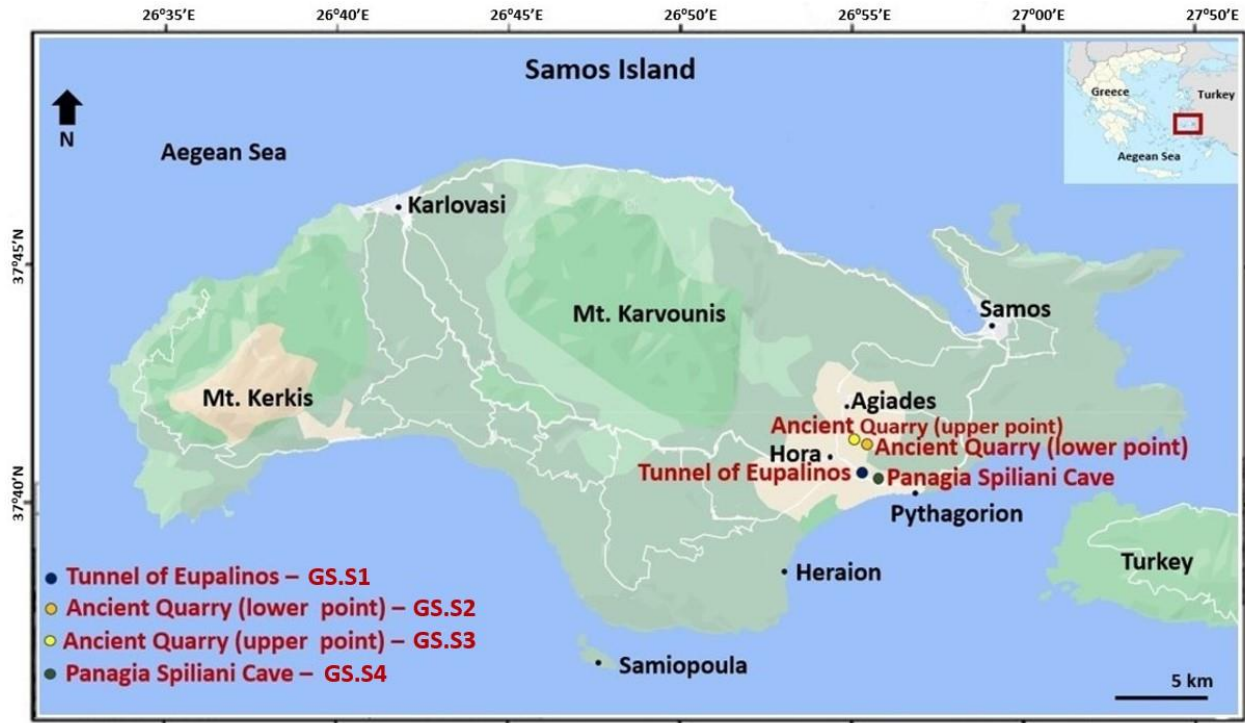 26°35'E 26°40'E 26°45'E 26°50'E 26°55'E 27°00'E 27°50'E
Samos Island
Greece
Turkey
Aegean Sea
N
Aegean Sea
Karlovasi
37°45'N
Mt. Karvounis
Samos
Mt. Kerkis
Agiades
Ancient Quarry (upper point)
Ancient Quarry (lower point)
Hora
Tunnel of Eupalinos
Panagia Spiliani Cave
37°40'N
Pythagorion
Turkey
Heraion
Tunnel of Eupalinos – GS.S1
Ancient Quarry (lower point) – GS.S2
Ancient Quarry (upper point) – GS.S3
Panagia Spiliani Cave – GS.S4
Samiopoula
5 km